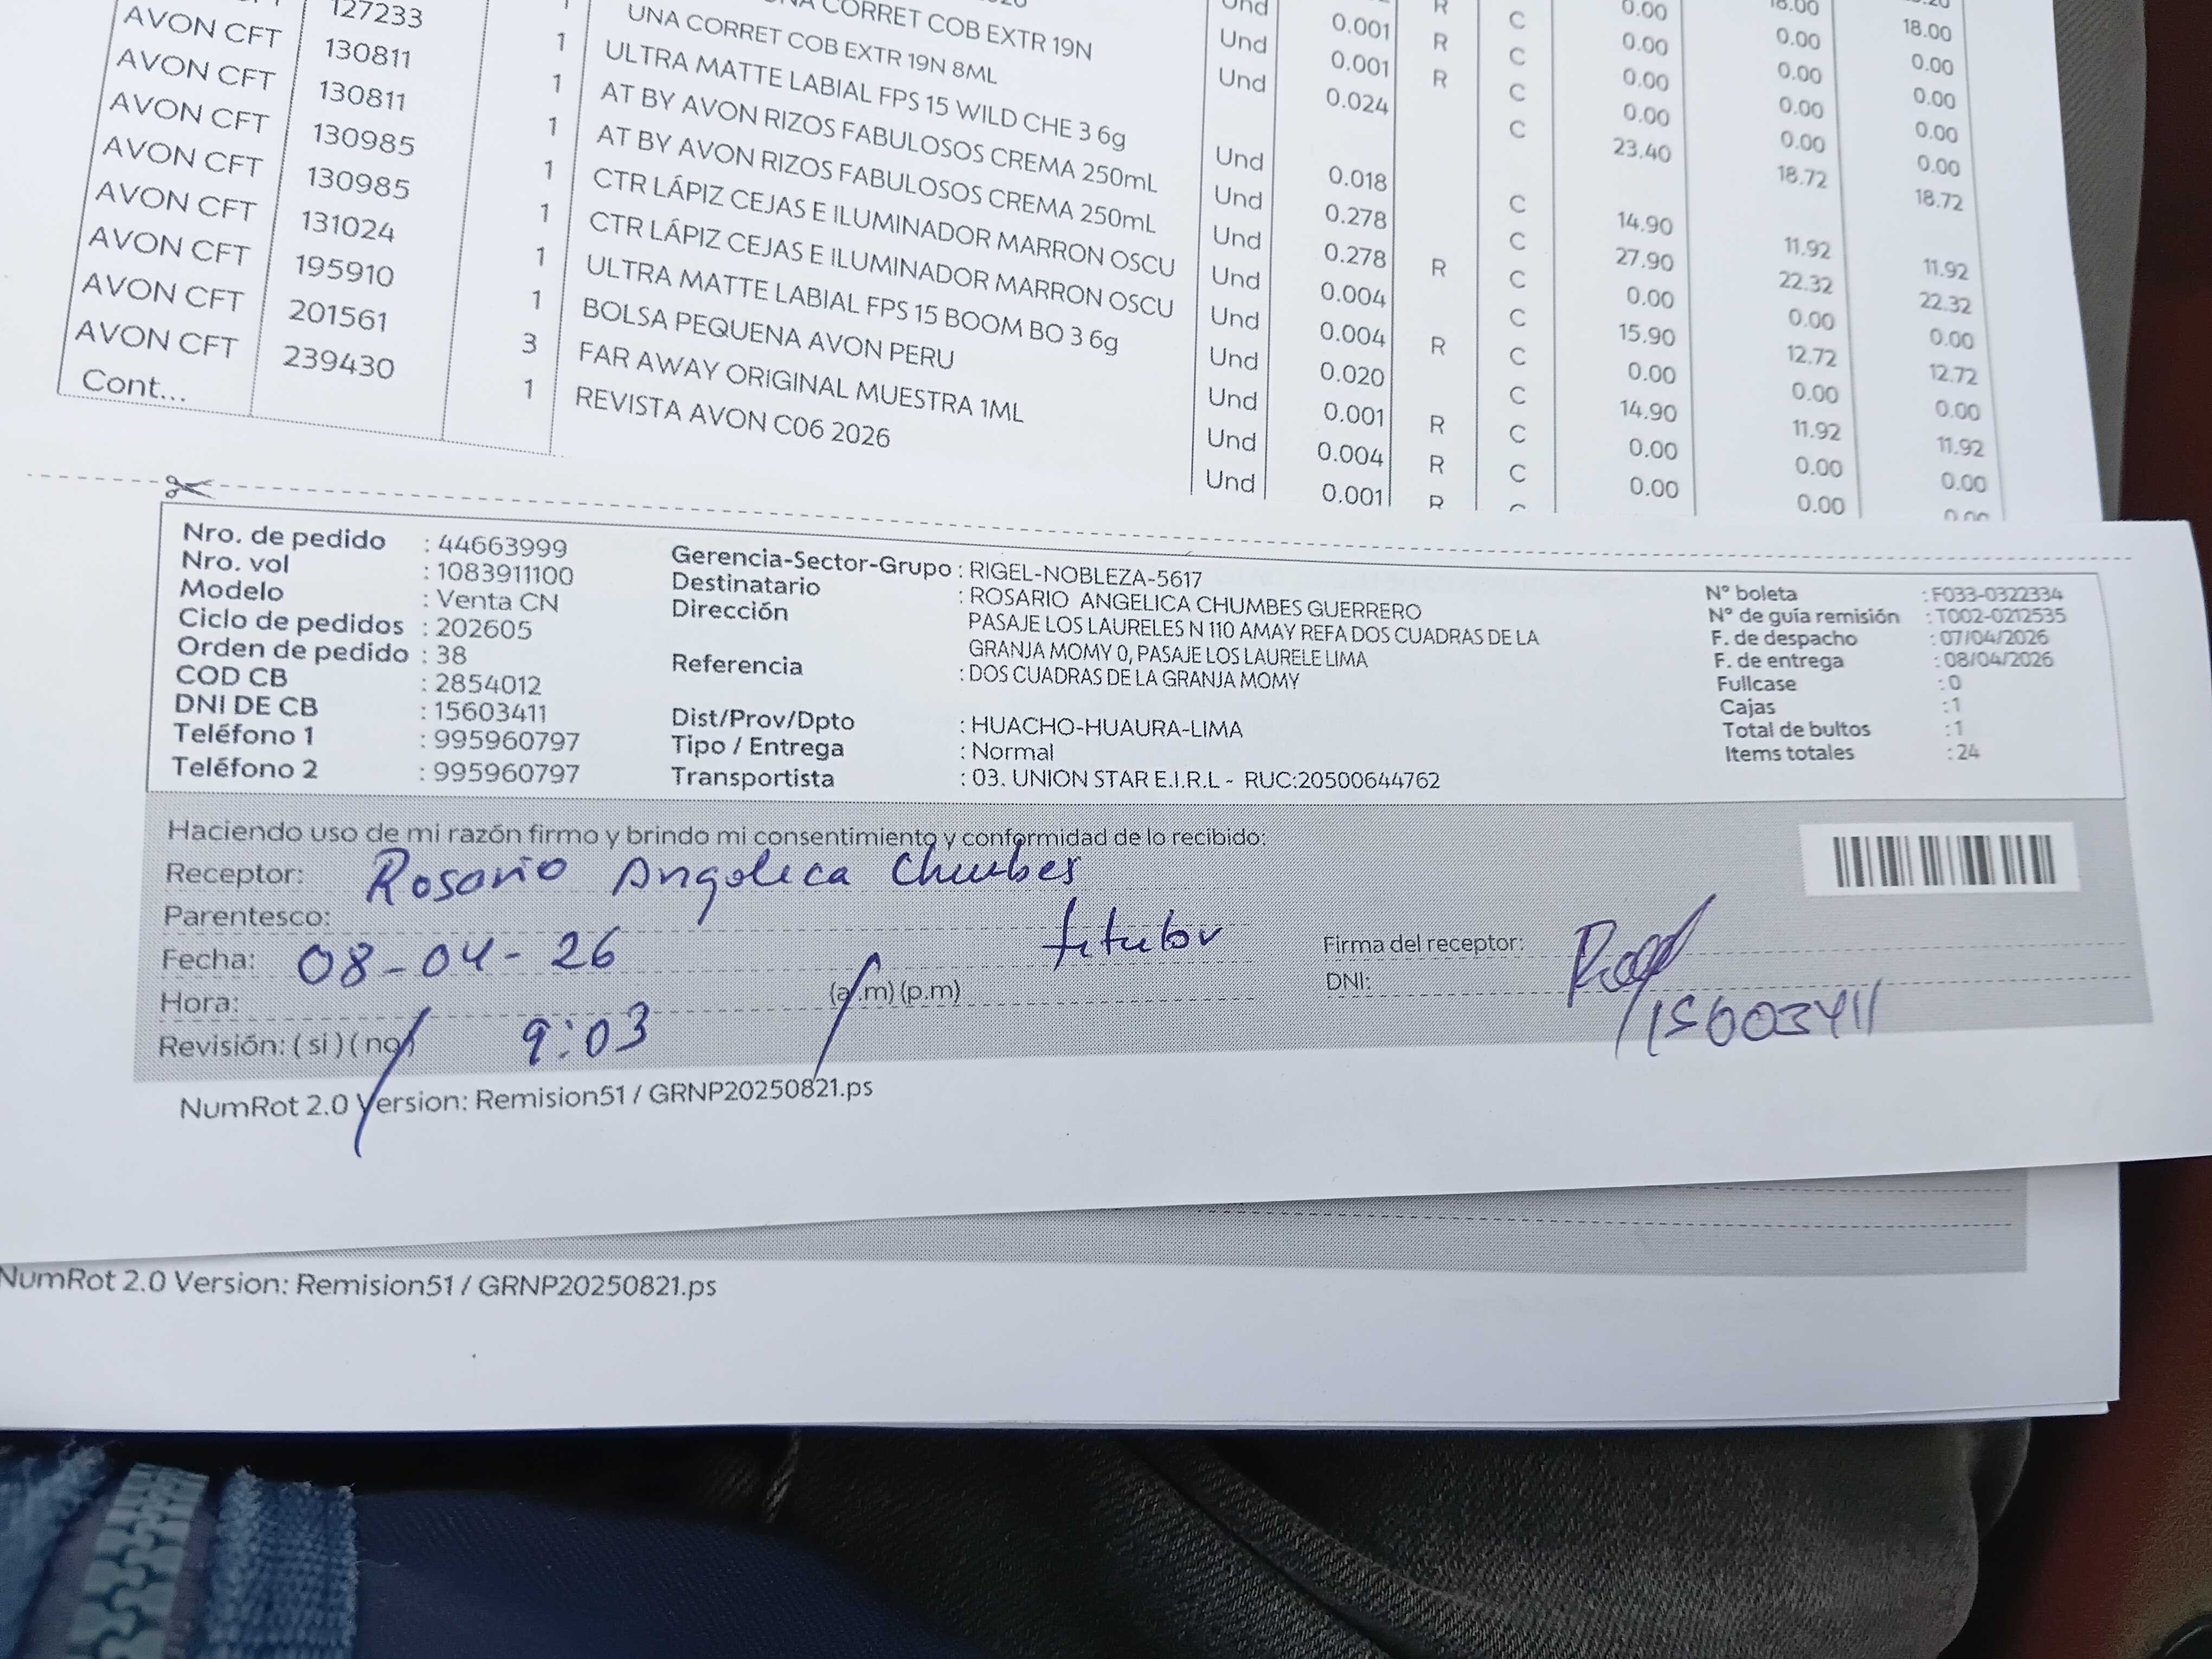 127233
AVON CFT 130811 1 UNA CORRET COB EXTR 19N 8ML
AVON CFT 130811 1 ULTRA MATTE LABIAL FPS 15 WILD CHE 3 6g
AVON CFT 130985 1 AT BY AVON RIZOS FABULOSOS CREMA 250mL
AVON CFT 130985 1 AT BY AVON RIZOS FABULOSOS CREMA 250mL
AVON CFT 131024 1 CTR LÁPIZ CEJAS E ILUMINADOR MARRON OSCU
AVON CFT 195910 1 CTR LÁPIZ CEJAS E ILUMINADOR MARRON OSCU
AVON CFT 201561 1 ULTRA MATTE LABIAL FPS 15 BOOM BO 3 6g
AVON CFT 239430 1 BOLSA PEQUENA AVON PERU
3 FAR AWAY ORIGINAL MUESTRA 1ML
Cont... 1 REVISTA AVON C06 2026
CORRET COB EXTR 19N
Und 0.001 R C 0.00 18.00 18.00
Und 0.001 R C 0.00 0.00 0.00
Und 0.024 R C 0.00 0.00 0.00
C 0.00 0.00 0.00
Und 0.018 23.40 0.00 0.00
Und 0.278 C 14.90 18.72 18.72
Und 0.278 R C 27.90 11.92 11.92
Und 0.004 C 0.00 22.32 22.32
Und 0.004 R C 15.90 0.00 0.00
Und 0.020 C 0.00 12.72 12.72
Und 0.001 R C 14.90 0.00 0.00
Und 0.004 R C 0.00 11.92 11.92
Und 0.001 R 0.00 0.00 0.00
0.00
Nro. de pedido : 44663999
Nro. vol : 1083911100
Modelo : Venta CN
Ciclo de pedidos : 202605
Orden de pedido : 38
COD CB : 2854012
DNI DE CB : 15603411
Teléfono 1 : 995960797
Teléfono 2 : 995960797
Gerencia-Sector-Grupo : RIGEL-NOBLEZA-5617
Destinatario : ROSARIO ANGELICA CHUMBES GUERRERO
Dirección PASAJE LOS LAURELES N 110 AMAY REFA DOS CUADRAS DE LA
GRANJA MOMY 0, PASAJE LOS LAURELE LIMA
Referencia : DOS CUADRAS DE LA GRANJA MOMY
Dist/Prov/Dpto : HUACHO-HUAURA-LIMA
Tipo / Entrega : Normal
Transportista : 03. UNION STAR E.I.R.L - RUC:20500644762
N° boleta : F033-0322334
N° de guía remisión : T002-0212535
F. de despacho : 07/04/2026
F. de entrega : 08/04/2026
Fullcase : 0
Cajas : 1
Total de bultos : 1
Items totales : 24
Haciendo uso de mi razón firmo y brindo mi consentimiento y conformidad de lo recibido:
Receptor: Rosario Angelica Chumbes
Parentesco: titular
Fecha: 08-04-26
Hora: 9:03 (a.m) (p.m)
Revisión: (si) (no)
Firma del receptor:
DNI: 15603411
NumRot 2.0 Version: Remision51 / GRNP20250821.ps
NumRot 2.0 Version: Remision51 / GRNP20250821.ps